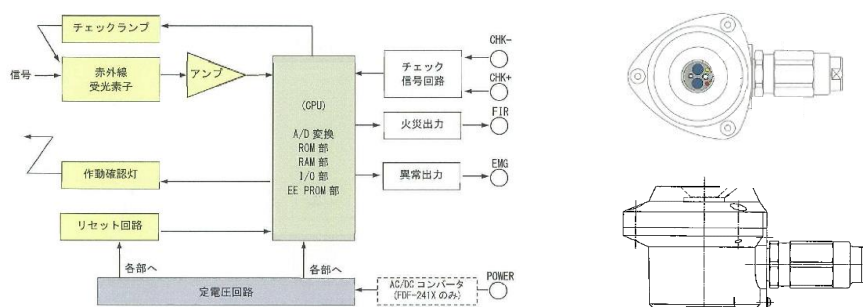 チェックランプ
信号
赤外線
受光素子
アンプ
(CPU)
A/D 変換
ROM 部
RAM 部
I/O 部
EE PROM 部
チェック
信号回路
CHK-
CHK+
火災出力
FIR
異常出力
EMG
作動確認灯
リセット回路
各部へ
各部へ
定電圧回路
AC/DC コンバータ
(FDF-241X のみ)
POWER